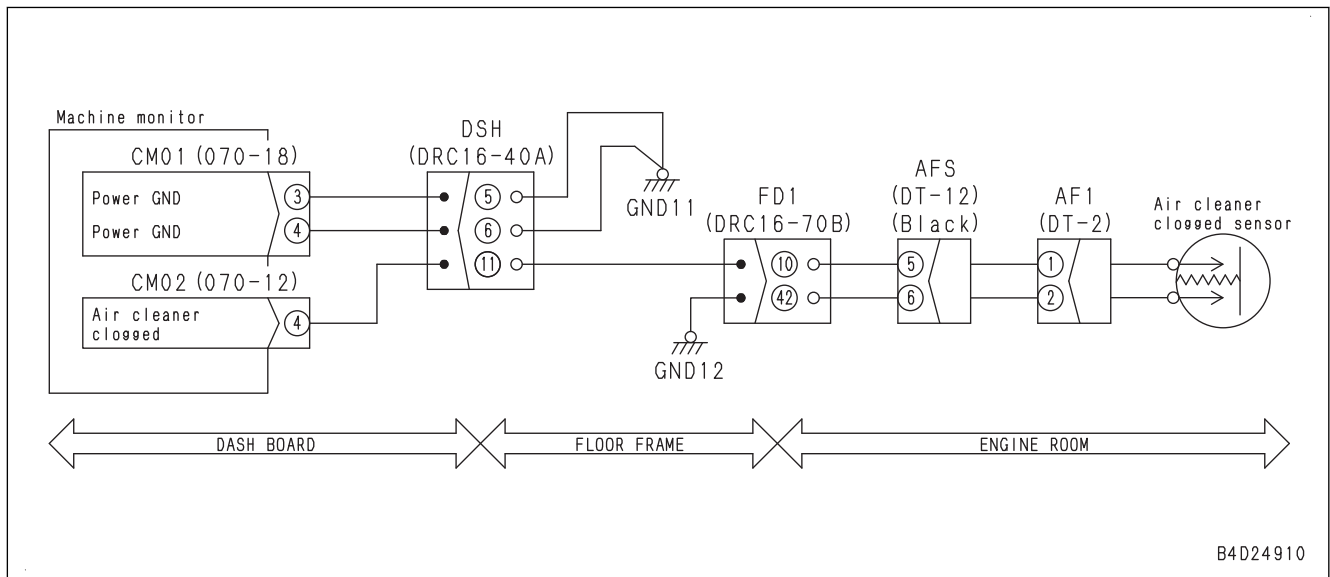 Machine monitor
CM01 (070-18)
Power GND
3
Power GND
4
CM02 (070-12)
Air cleaner
clogged
4
DSH
(DRC16-40A)
5
6
11
GND11
FD1
(DRC16-70B)
10
42
GND12
AFS
(DT-12)
(Black)
5
6
AF1
(DT-2)
1
2
Air cleaner
clogged sensor
DASH BOARD
FLOOR FRAME
ENGINE ROOM
B4D24910